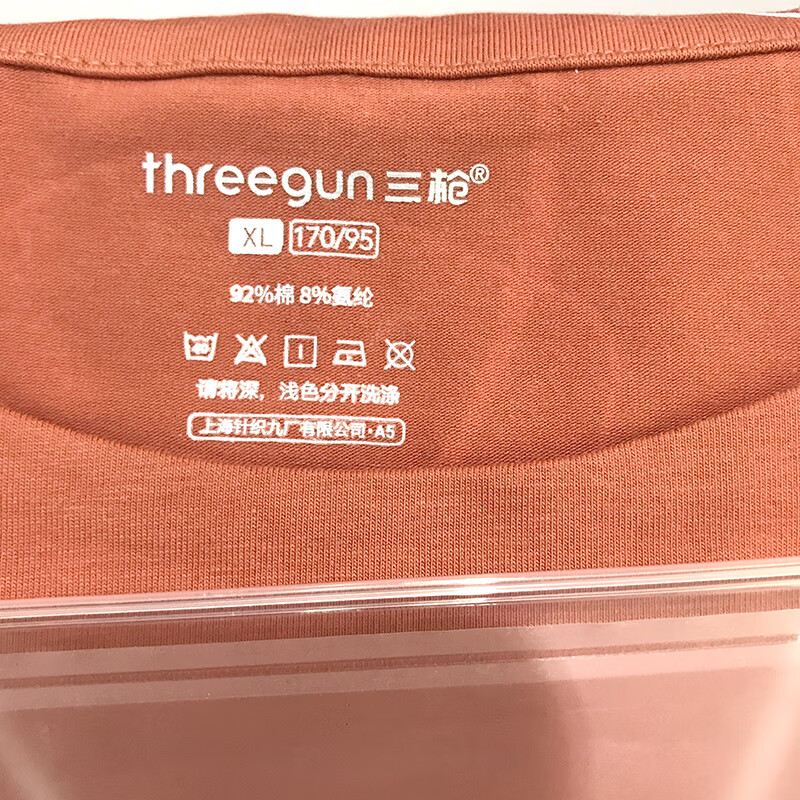 threegun 三枪®
XL 170/95
92%棉 8%氨纶
请将深，浅色分开洗涤
上海针织九厂有限公司·A5